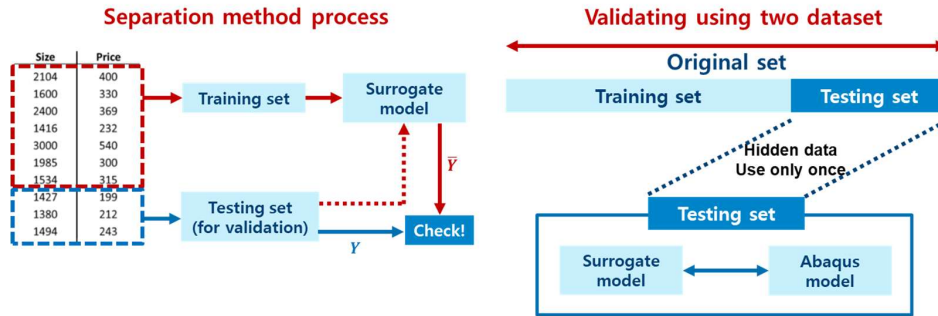 Separation method process
Size Price
2104 400
1600 330
2400 369
1416 232
3000 540
1985 300
1534 315
1427 199
1380 212
1494 243
Training set
Surrogate
model
Ȳ
Testing set
(for validation)
Y
Check!
Validating using two dataset
Original set
Training set Testing set
Hidden data
Use only once
Testing set
Surrogate
model
Abaqus
model